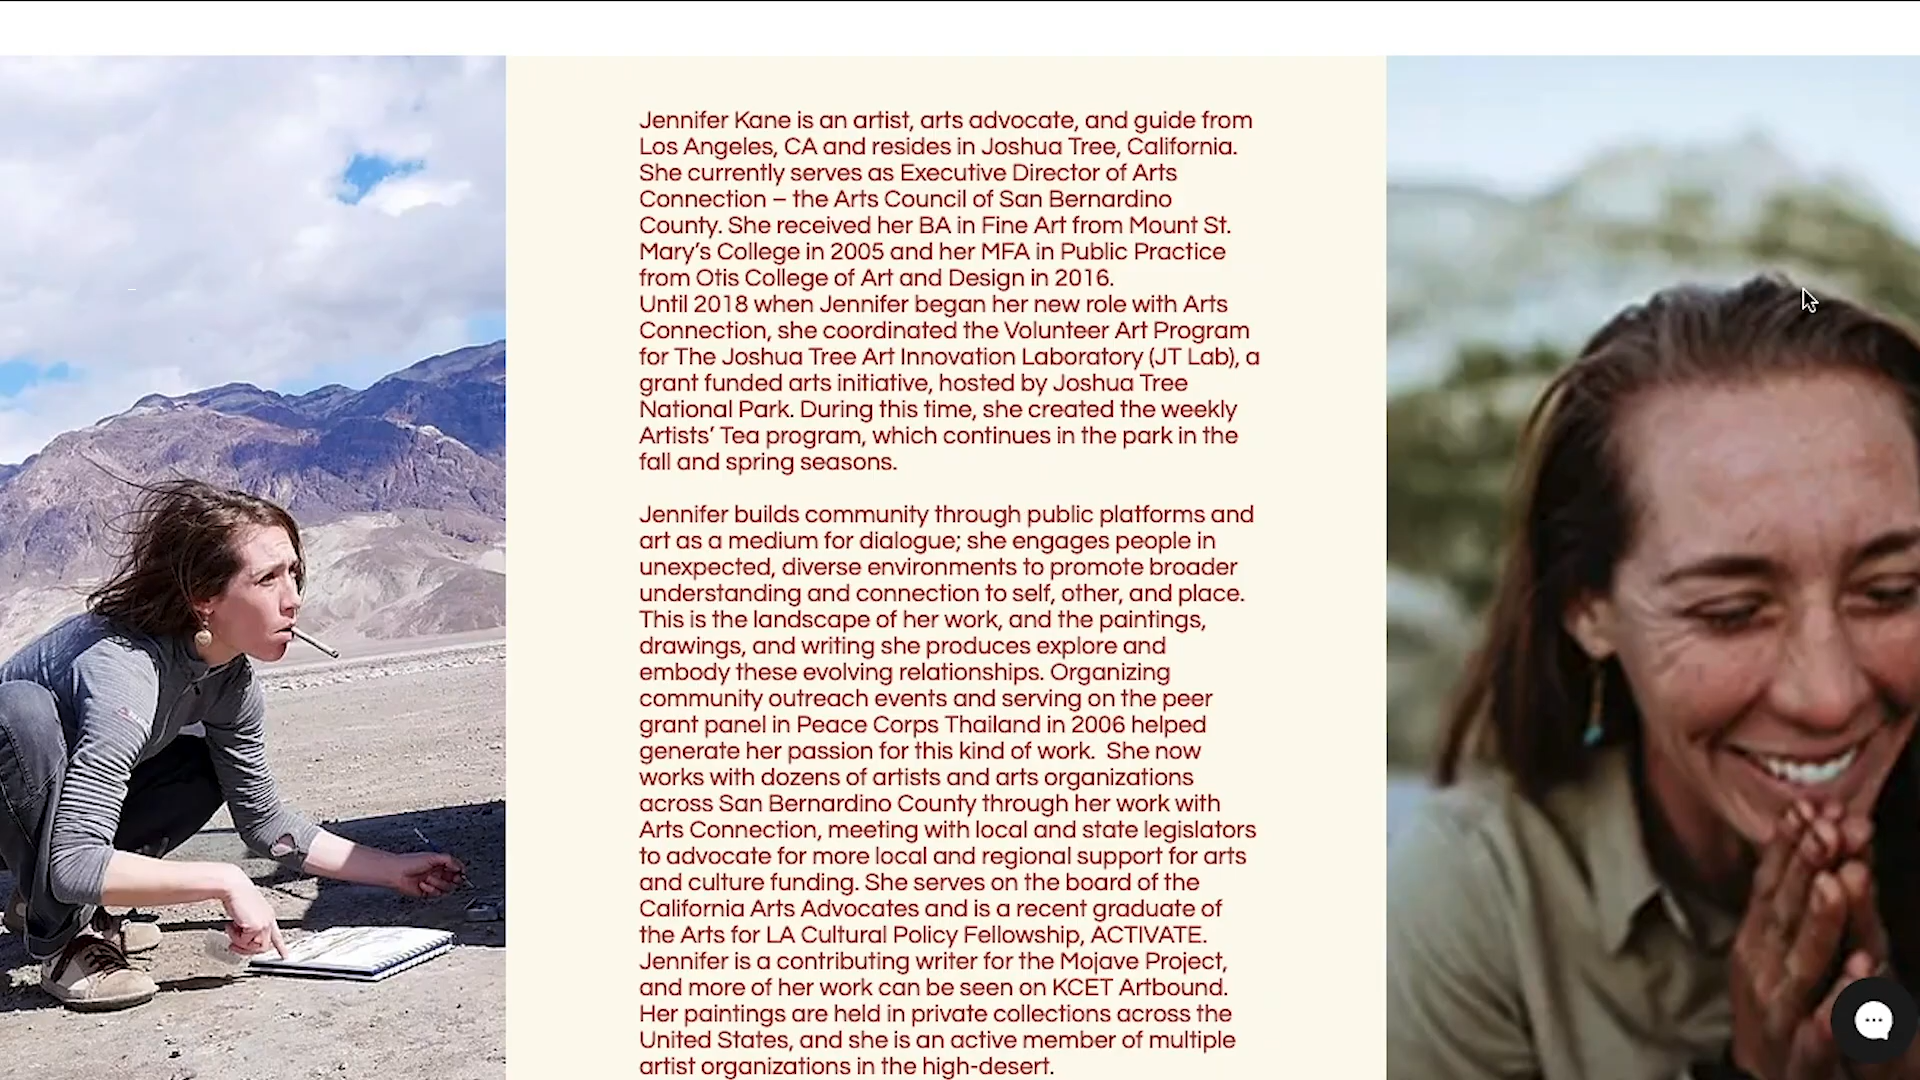 Jennifer Kane is an artist, arts advocate, and guide from
Los Angeles, CA and resides in Joshua Tree, California.
She currently serves as Executive Director of Arts
Connection – the Arts Council of San Bernardino
County. She received her BA in Fine Art from Mount St.
Mary’s College in 2005 and her MFA in Public Practice
from Otis College of Art and Design in 2016.
Until 2018 when Jennifer began her new role with Arts
Connection, she coordinated the Volunteer Art Program
for The Joshua Tree Art Innovation Laboratory (JT Lab), a
grant funded arts initiative, hosted by Joshua Tree
National Park. During this time, she created the weekly
Artists’ Tea program, which continues in the park in the
fall and spring seasons.
Jennifer builds community through public platforms and
art as a medium for dialogue; she engages people in
unexpected, diverse environments to promote broader
understanding and connection to self, other, and place.
This is the landscape of her work, and the paintings,
drawings, and writing she produces explore and
embody these evolving relationships. Organizing
community outreach events and serving on the peer
grant panel in Peace Corps Thailand in 2006 helped
generate her passion for this kind of work.  She now
works with dozens of artists and arts organizations
across San Bernardino County through her work with
Arts Connection, meeting with local and state legislators
to advocate for more local and regional support for arts
and culture funding. She serves on the board of the
California Arts Advocates and is a recent graduate of
the Arts for LA Cultural Policy Fellowship, ACTIVATE.
Jennifer is a contributing writer for the Mojave Project,
and more of her work can be seen on KCET Artbound.
Her paintings are held in private collections across the
United States, and she is an active member of multiple
artist organizations in the high-desert.